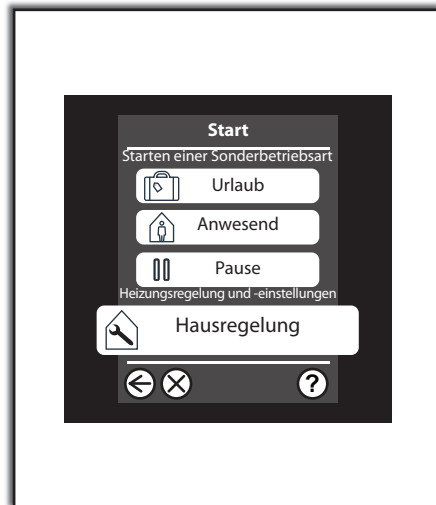 Start
Starten einer Sonderbetriebsart
Urlaub
Anwesend
Pause
Heizungsregelung und -einstellungen
Hausregelung
?